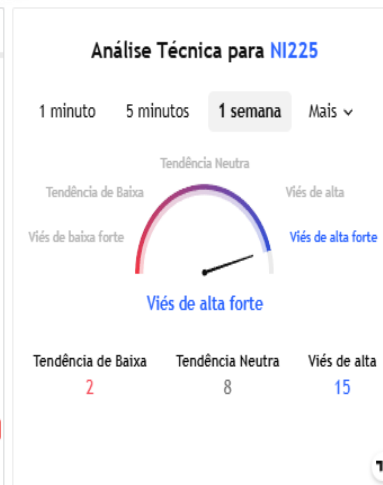 Análise Técnica para NI225
1 minuto 5 minutos 1 semana Mais
Tendência Neutra
Tendência de Baixa Viés de alta
Viés de baixa forte Viés de alta forte
Viés de alta forte
Tendência de Baixa Tendência Neutra Viés de alta
2 8 15